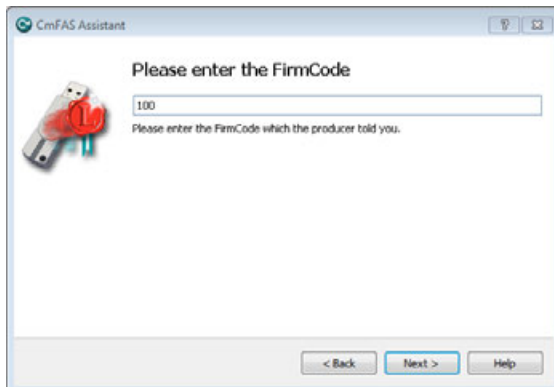 CmFAS Assistant
Please enter the FirmCode
100
Please enter the FirmCode which the producer told you.
< Back
Next >
Help